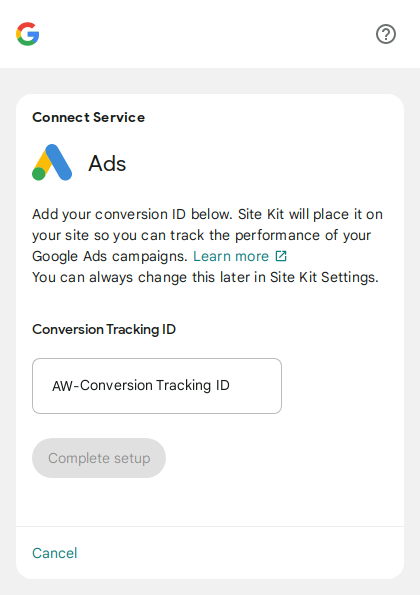 Connect Service
Ads
Add your conversion ID below. Site Kit will place it on
your site so you can track the performance of your
Google Ads campaigns. Learn more
You can always change this later in Site Kit Settings.
Conversion Tracking ID
AW-Conversion Tracking ID
Complete setup
Cancel